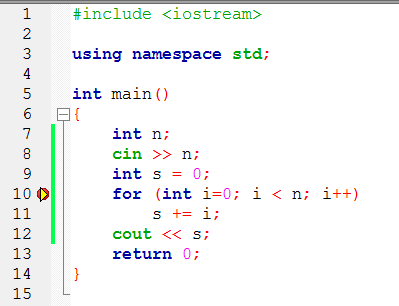 1 #include <iostream>
2
3 using namespace std;
4
5 int main()
6 {
7 int n;
8 cin >> n;
9 int s = 0;
10 for (int i=0; i < n; i++)
11 s += i;
12 cout << s;
13 return 0;
14 }
15